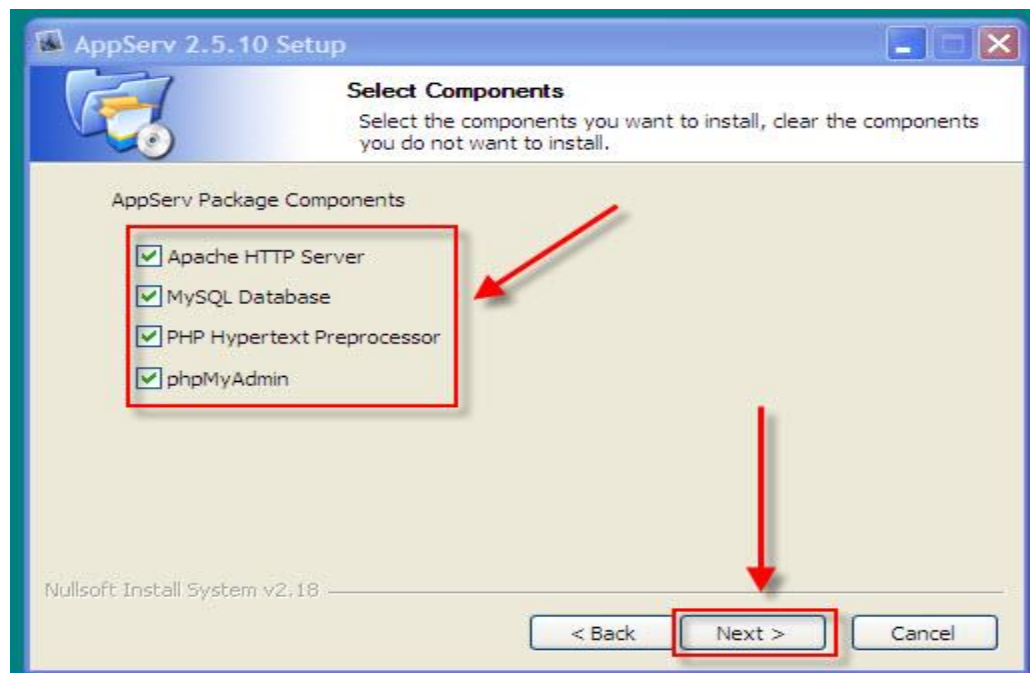 AppServ 2.5.10 Setup
Select Components
Select the components you want to install, clear the components
you do not want to install.
AppServ Package Components
Apache HTTP Server
MySQL Database
PHP Hypertext Preprocessor
phpMyAdmin
Nullsoft Install System v2.18
< Back Next > Cancel